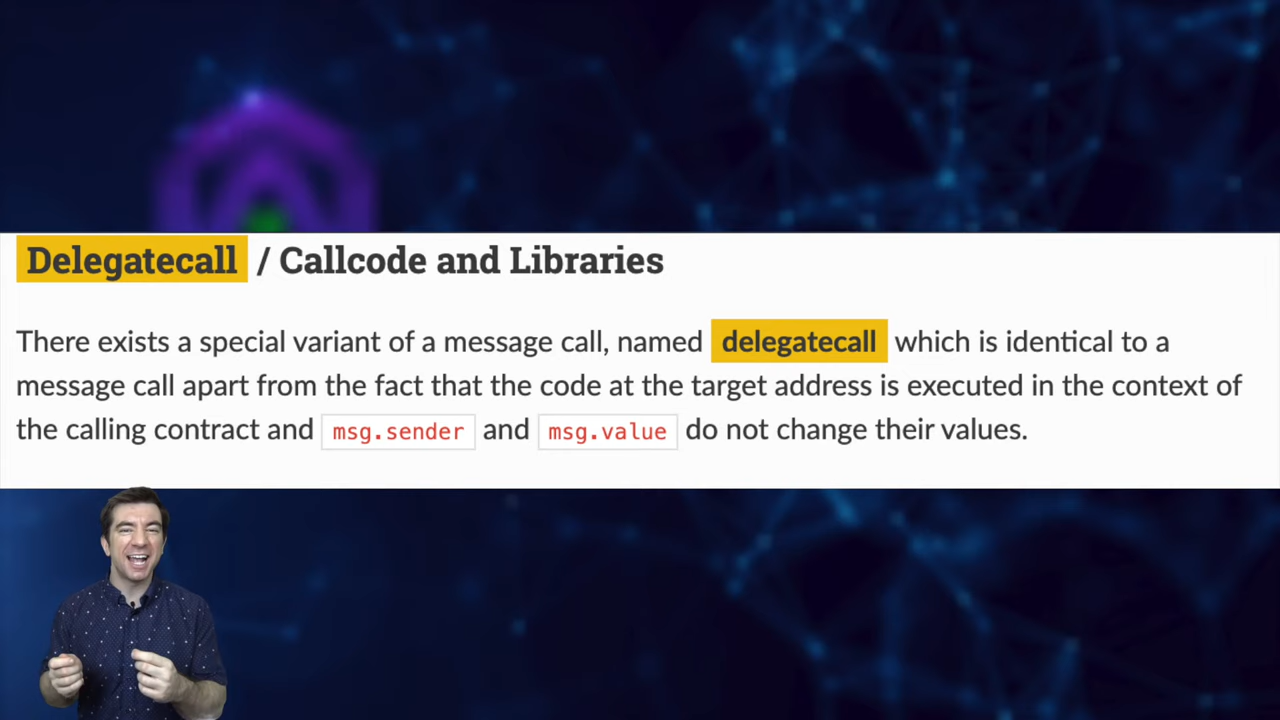 Delegatecall / Callcode and Libraries
There exists a special variant of a message call, named delegatecall which is identical to a
message call apart from the fact that the code at the target address is executed in the context of
the calling contract and msg.sender and msg.value do not change their values.